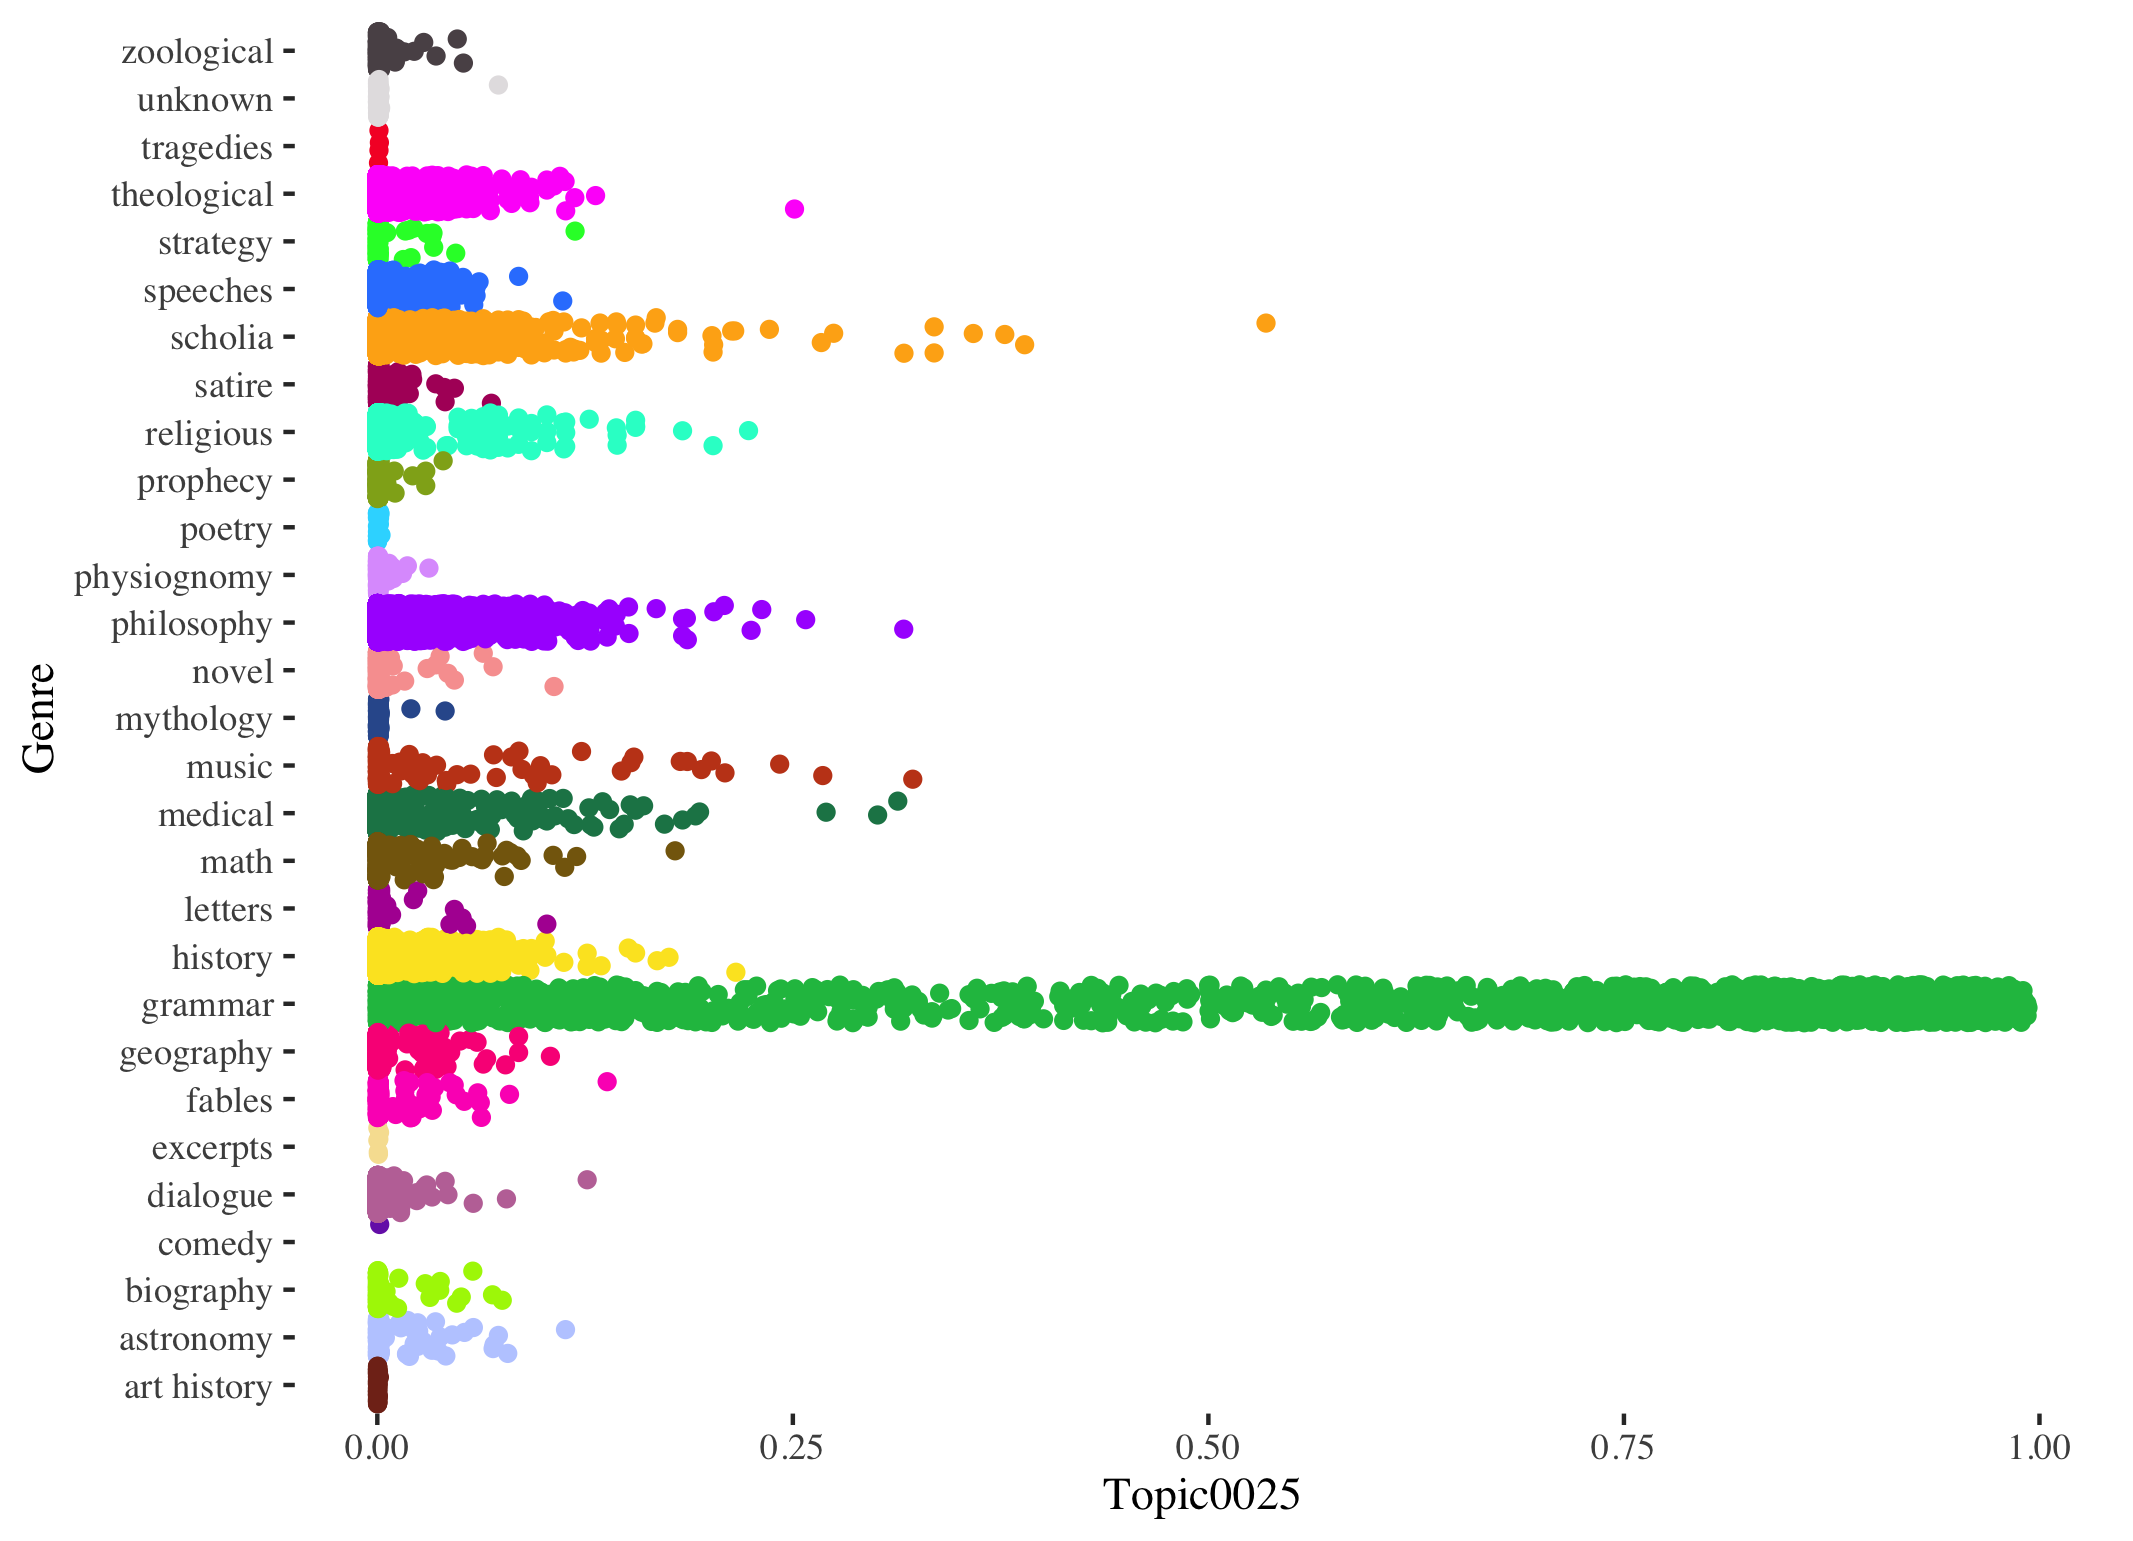 zoological
unknown
tragedies
theological
strategy
speeches
scholia
satire
religious
prophecy
poetry
physiognomy
philosophy
novel
mythology
music
medical
math
letters
history
grammar
geography
fables
excerpts
dialogue
comedy
biography
astronomy
art history
Genre
0.00 0.25 0.50 0.75 1.00
Topic0025